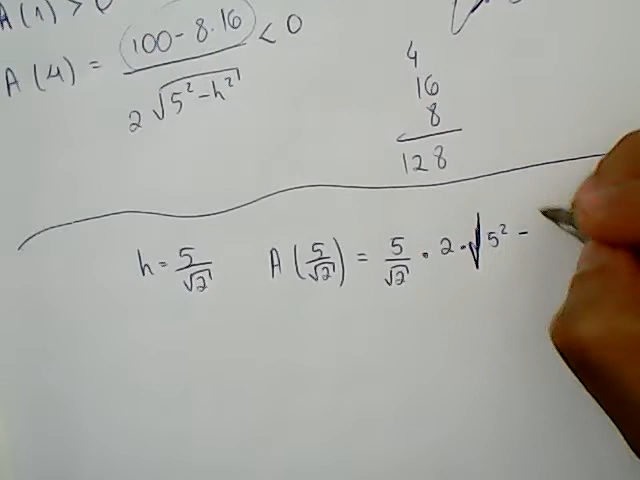 A(1) > 0
A(4) = (100 - 8.16) / 2√(5² - h²) < 0
4
16
8
128
h = 5/√2 A(5/√2) = 5/√2 · 2 · √5² -